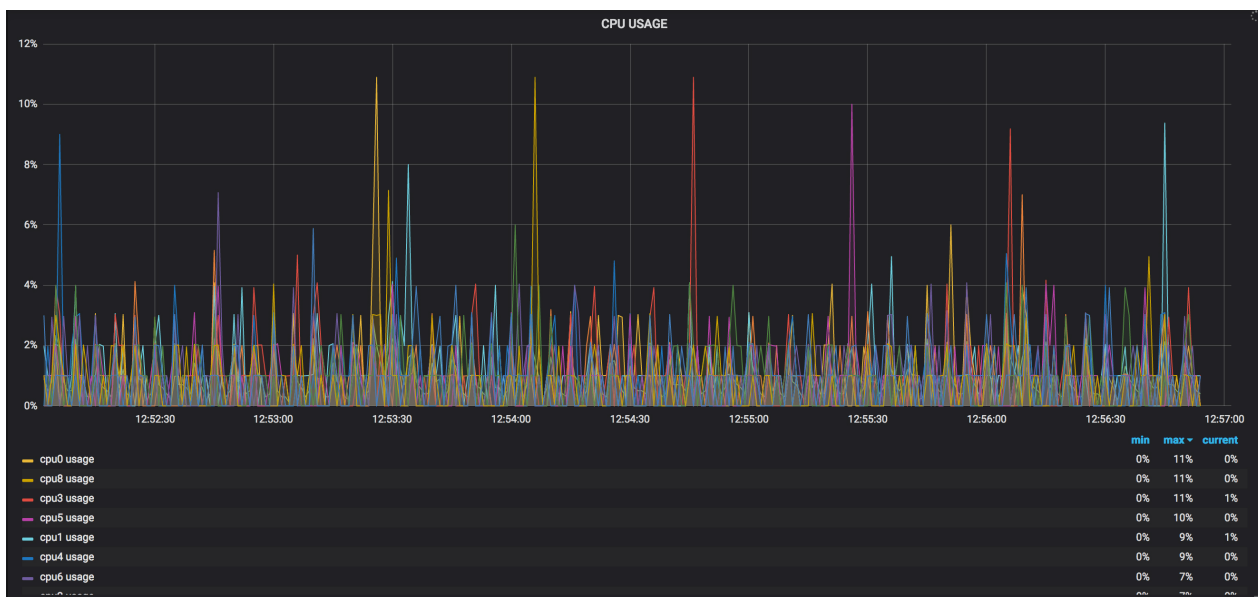 CPU USAGE
12%
10%
8%
6%
4%
2%
0%
12:52:30 12:53:00 12:53:30 12:54:00 12:54:30 12:55:00 12:55:30 12:56:00 12:56:30 12:57:00
min max current
cpu0 usage 0% 11% 0%
cpu8 usage 0% 11% 0%
cpu3 usage 0% 11% 1%
cpu5 usage 0% 10% 0%
cpu1 usage 0% 9% 1%
cpu4 usage 0% 9% 0%
cpu6 usage 0% 7% 0%